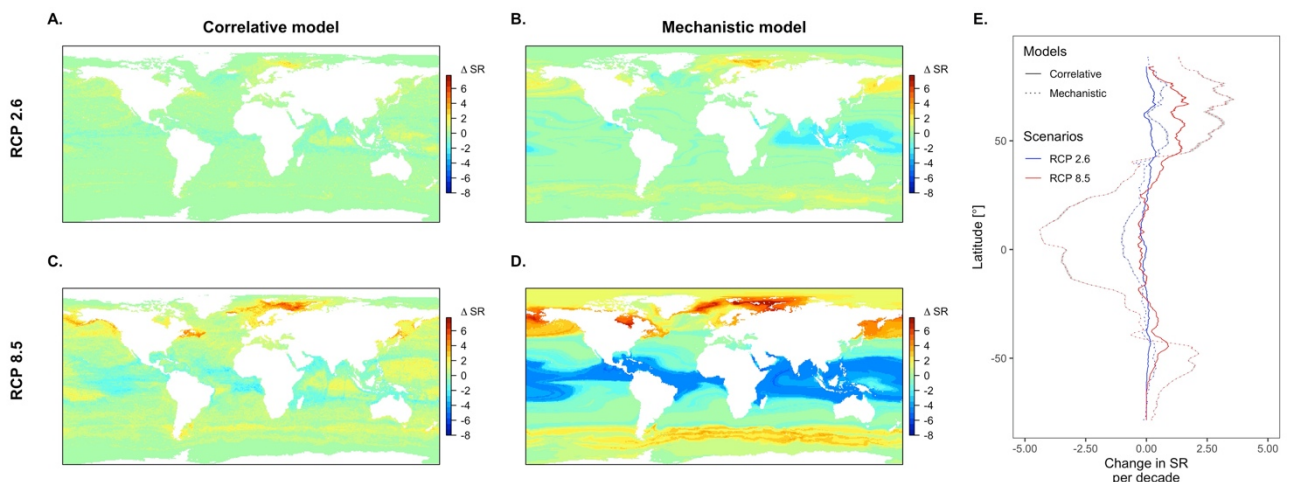 A.
Correlative model
B.
Mechanistic model
E.
RCP 2.6
Δ SR
6
4
2
0
-2
-4
-6
-8
Δ SR
6
4
2
0
-2
-4
-6
-8
C.
D.
RCP 8.5
Δ SR
6
4
2
0
-2
-4
-6
-8
Δ SR
6
4
2
0
-2
-4
-6
-8
Models
Correlative
Mechanistic
Scenarios
RCP 2.6
RCP 8.5
Latitude [°]
50
0
-50
-5.00 -2.50 0.00 2.50 5.00
Change in SR
per decade